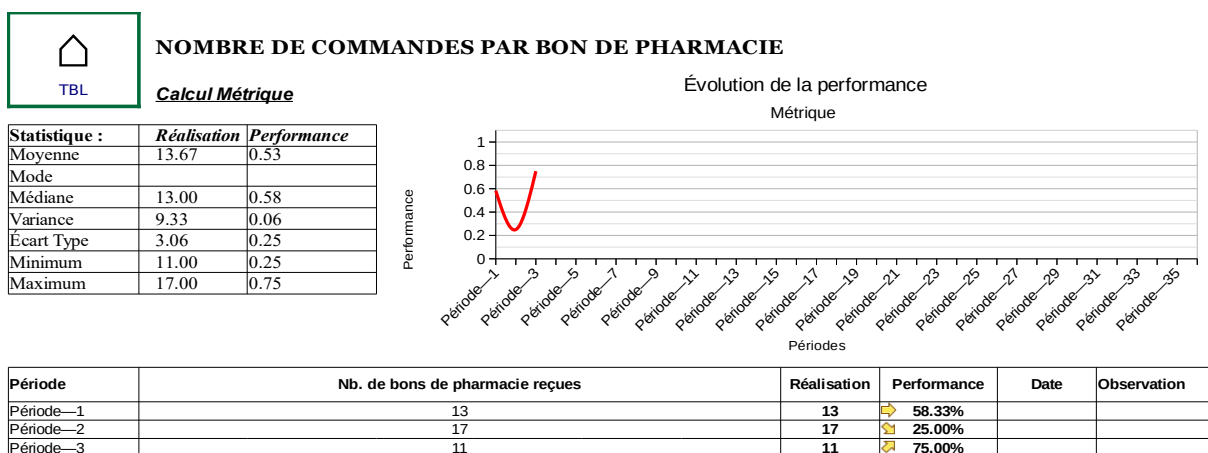 NOMBRE DE COMMANDES PAR BON DE PHARMACIE
TBL
Calcul Métrique
Statistique : Réalisation Performance
Moyenne 13.67 0.53
Mode
Médiane 13.00 0.58
Variance 9.33 0.06
Écart Type 3.06 0.25
Minimum 11.00 0.25
Maximum 17.00 0.75
Évolution de la performance
Métrique
Performance
1
0.8
0.6
0.4
0.2
0
Période—1 Période—3 Période—5 Période—7 Période—9 Période—11 Période—13 Période—15 Période—17 Période—19 Période—21 Période—23 Période—25 Période—27 Période—29 Période—31 Période—33 Période—35
Périodes
Période Nb. de bons de pharmacie reçues Réalisation Performance Date Observation
Période—1 13 13 58.33%
Période—2 17 17 25.00%
Période—3 11 11 75.00%